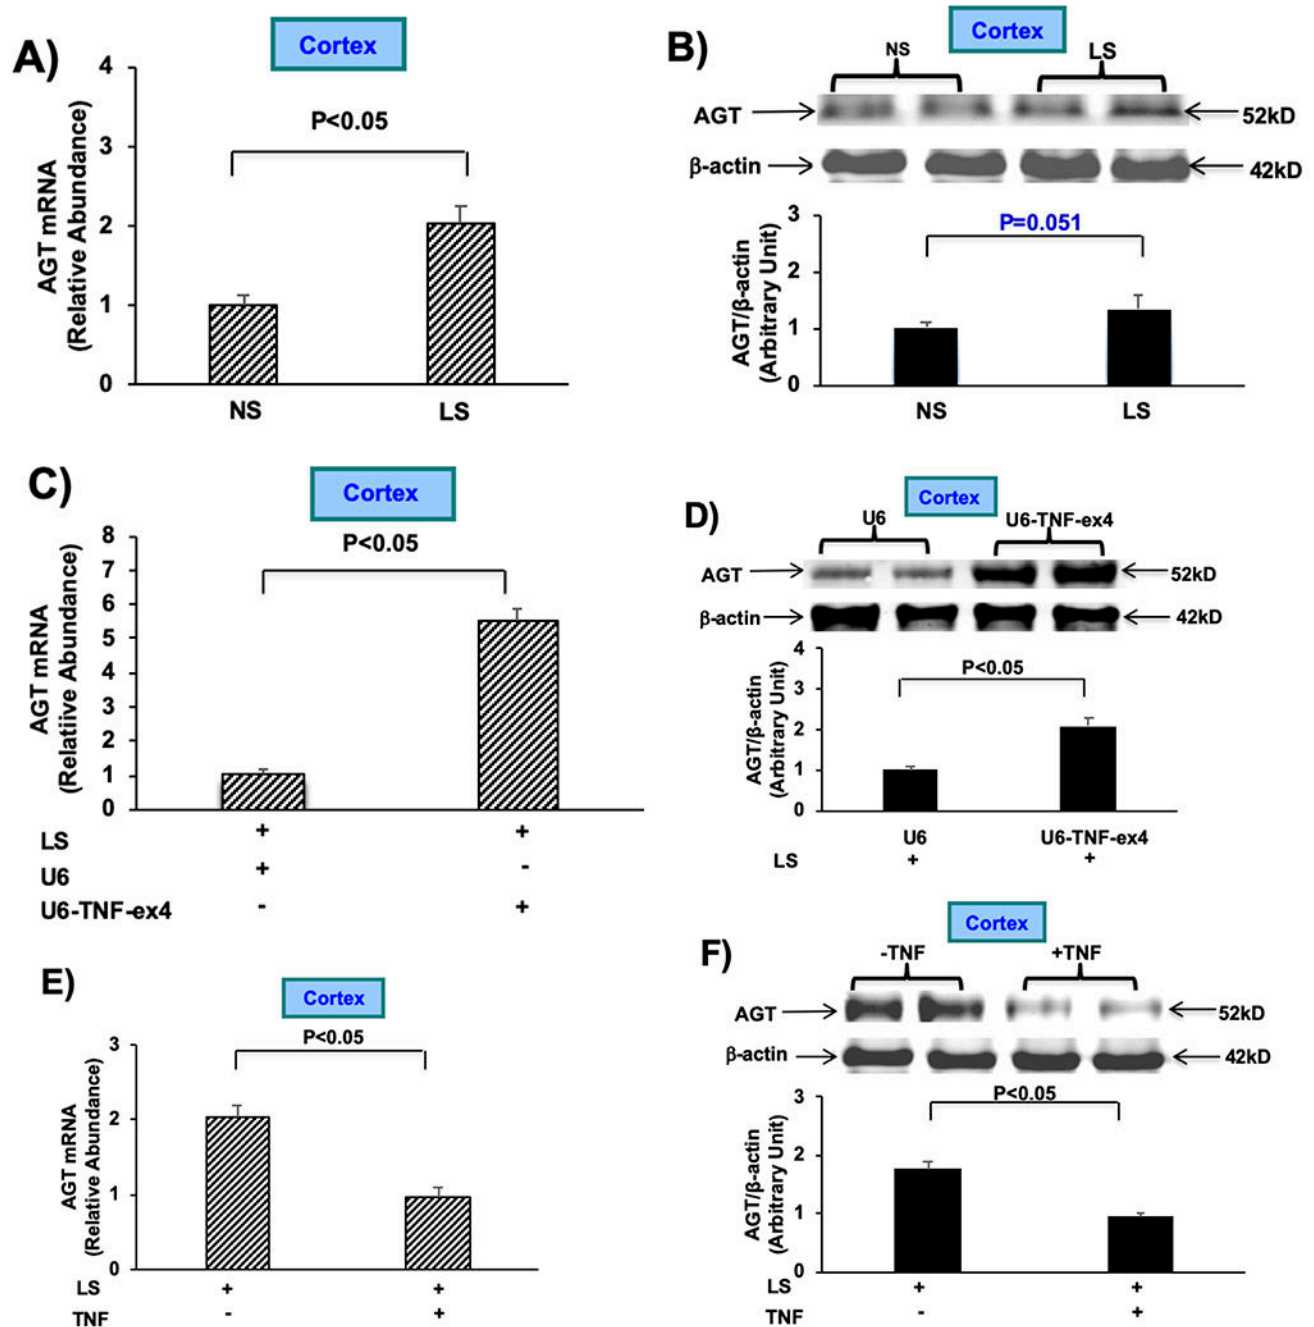 A)
Cortex
AGT mRNA
(Relative Abundance)
4
3
2
1
0
P<0.05
NS
LS
B)
Cortex
NS
LS
AGT
52kD
β-actin
42kD
AGT/β-actin
(Arbitrary Unit)
3
2
1
0
P=0.051
NS
LS
C)
Cortex
AGT mRNA
(Relatiive Abundance)
8
7
6
5
4
3
2
1
0
P<0.05
LS + +
U6 + -
U6-TNF-ex4 - +
D)
Cortex
U6
U6-TNF-ex4
AGT
52kD
β-actin
42kD
AGT/β-actin
(Arbitrary Unit)
4
3
2
1
0
P<0.05
U6
U6-TNF-ex4
LS + +
E)
Cortex
AGT mRNA
(Relative Abundance)
3
2
1
0
P<0.05
LS + +
TNF - +
F)
Cortex
-TNF
+TNF
AGT
52kD
β-actin
42kD
AGT/β-actin
(Arbitrary Unit)
3
2
1
0
P<0.05
LS + +
TNF - +